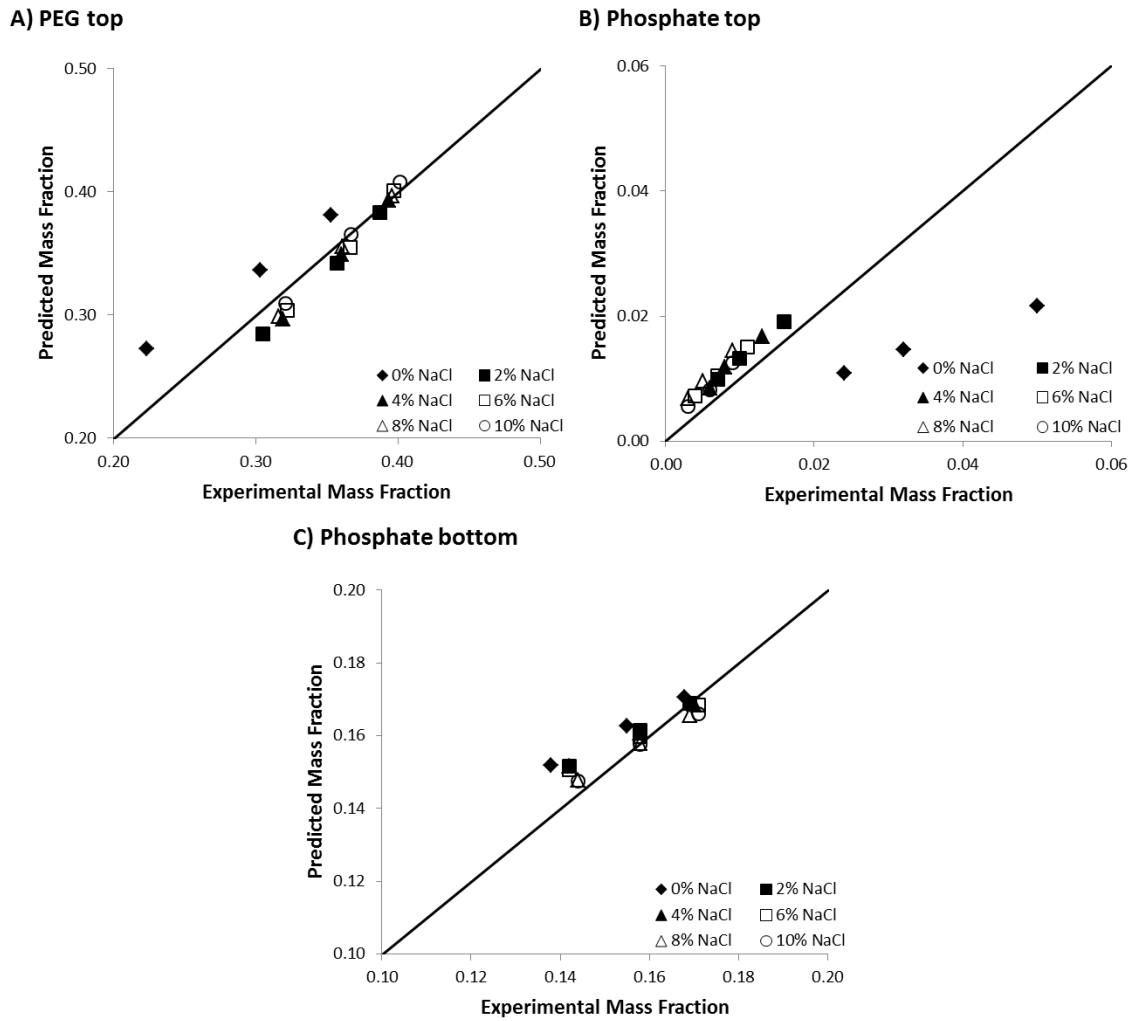 A) PEG top
0.50
0.40
0.30
0.20
Predicted Mass Fraction
0.20 0.30 0.40 0.50
Experimental Mass Fraction
0% NaCl 2% NaCl
4% NaCl 6% NaCl
8% NaCl 10% NaCl
B) Phosphate top
0.06
0.04
0.02
0.00
Predicted Mass Fraction
0.00 0.02 0.04 0.06
Experimental Mass Fraction
0% NaCl 2% NaCl
4% NaCl 6% NaCl
8% NaCl 10% NaCl
C) Phosphate bottom
0.20
0.18
0.16
0.14
0.12
0.10
Predicted Mass Fraction
0.10 0.12 0.14 0.16 0.18 0.20
Experimental Mass Fraction
0% NaCl 2% NaCl
4% NaCl 6% NaCl
8% NaCl 10% NaCl